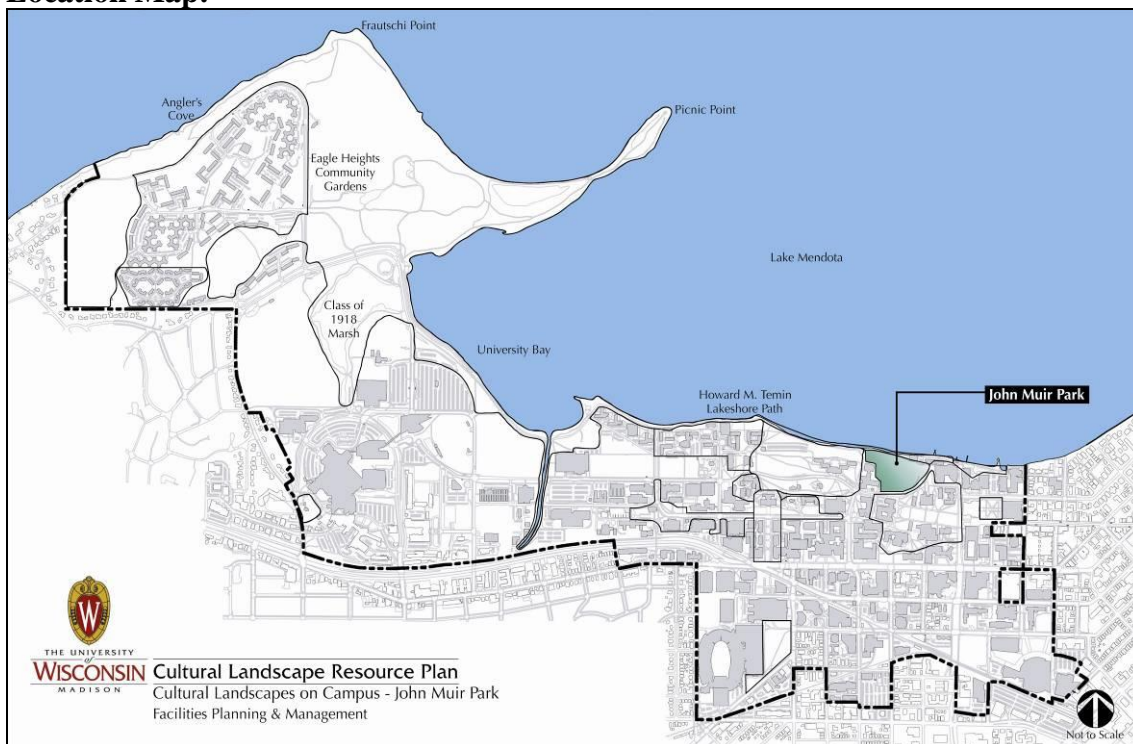 Location Map:
Frautschi Point
Angler's
Cove
Picnic Point
Eagle Heights
Community
Gardens
Lake Mendota
Class of
1918
Marsh
University Bay
Howard M. Temin
Lakeshore Path
John Muir Park
W
THE UNIVERSITY
of
WISCONSIN
MADISON
Cultural Landscape Resource Plan
Cultural Landscapes on Campus - John Muir Park
Facilities Planning & Management
Not to Scale